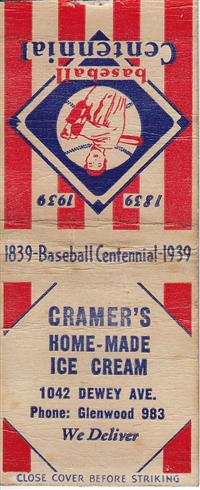 Centennial
baseball
1839 1939
1839-Baseball Centennial 1939
CRAMER'S
HOME-MADE
ICE CREAM
1042 DEWEY AVE.
Phone: Glenwood 983
We Deliver
CLOSE COVER BEFORE STRIKING